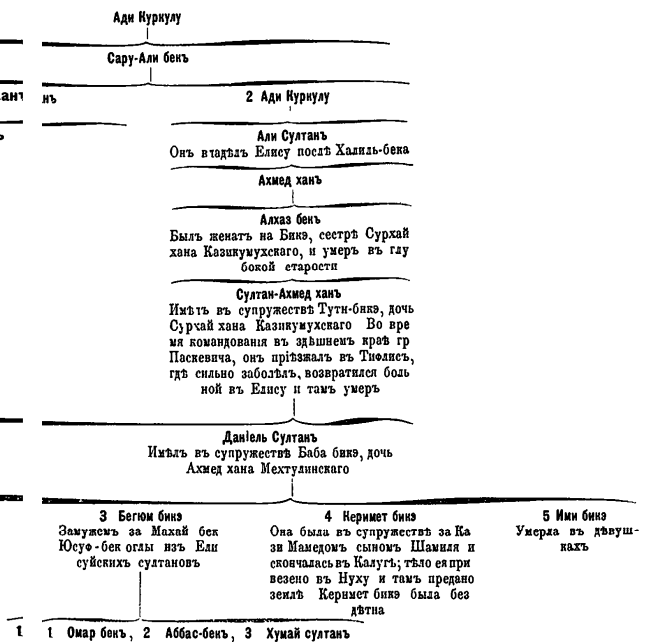 Ади Куркулу
Сару-Али бекъ
нъ
2 Ади Куркулу
Али Султанъ
Онъ владѣлъ Елису послѣ Халиль-бека
Ахмед ханъ
Алхаз бекъ
Былъ женатъ на Бикэ, сестрѣ Сурхай
хана Казикумухскаго, и умеръ въ глу
бокой старости
Султан-Ахмед ханъ
Имѣлъ въ супружествѣ Тути-бикэ, дочь
Сурхай хана Казикумухскаго Во вре
мя командования въ здѣшнемъ краѣ гр
Паскевича, онъ пріѣзжалъ въ Тифлисъ,
гдѣ сильно заболѣлъ, возвратился боль
ной въ Елису и тамъ умеръ
Даніель Султанъ
Имѣлъ въ супружествѣ Баба бикэ, дочь
Ахмед хана Мехтулинскаго
3 Бегюм бикэ
Замужемъ за Махай бек
Юсуф-бек оглы изъ Ели
суйскихъ султановъ
4 Керимет бикэ
Она была въ супружествѣ за Ка
зи Мамедомъ сыномъ Шамиля и
скончалась въ Калугѣ; тѣло ея при
везено въ Нуху и тамъ предано
землѣ Керимет бикэ была без
дѣтна
5 Ими бикэ
Умерла въ дѣвуш-
кахъ
1 1 Омар бекъ, 2 Аббас-бекъ, 3 Хумай султанъ